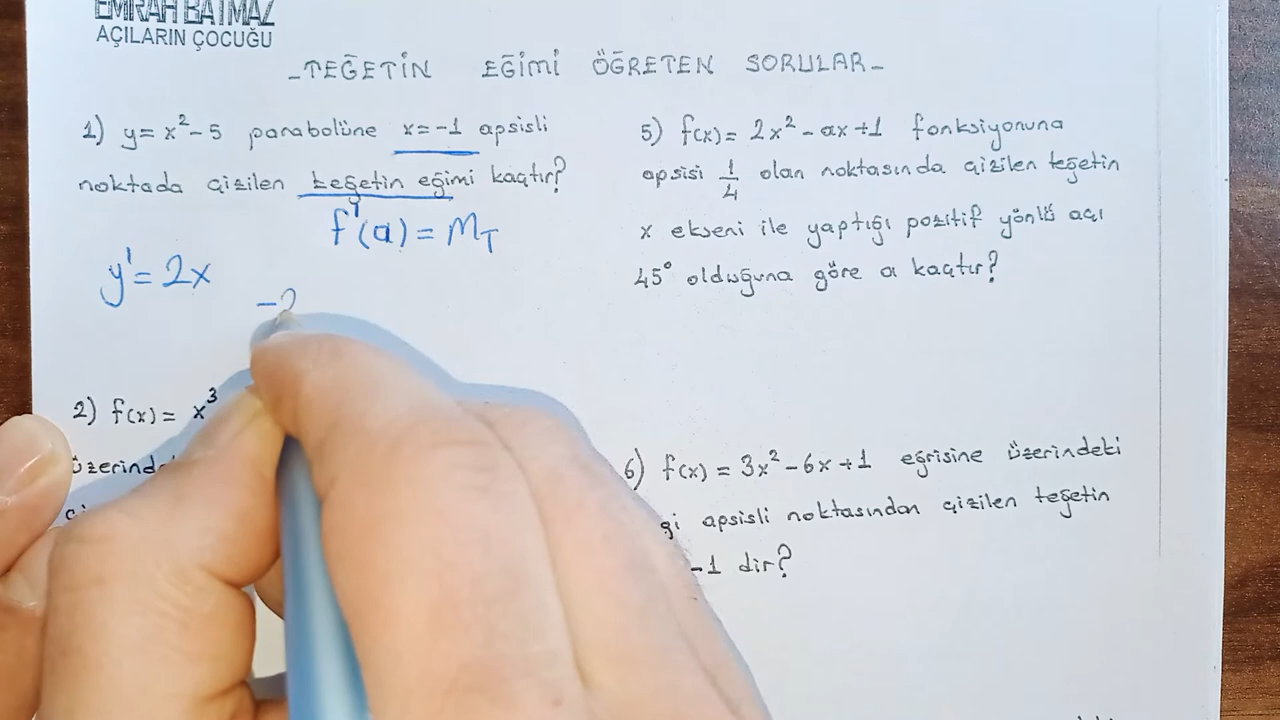 EMRAH BATMAZ
AÇILARIN ÇOCUĞU
-TEĞETİN EĞİMİ ÖĞRETEN SORULAR-
1) y = x² - 5 parabolüne x = -1 apsisli
noktada çizilen teğetin eğimi kaçtır?
f'(a) = m_T
y' = 2x
-2
2) f(x) = x³
üzerinde
5) f(x) = 2x² - ax + 1 fonksiyonuna
apsisi 1/4 olan noktasında çizilen teğetin
x ekseni ile yaptığı pozitif yönlü açı
45° olduğuna göre a kaçtır?
6) f(x) = 3x² - 6x + 1 eğrisine üzerindeki
gi apsisli noktasından çizilen teğetin
-1 dir?